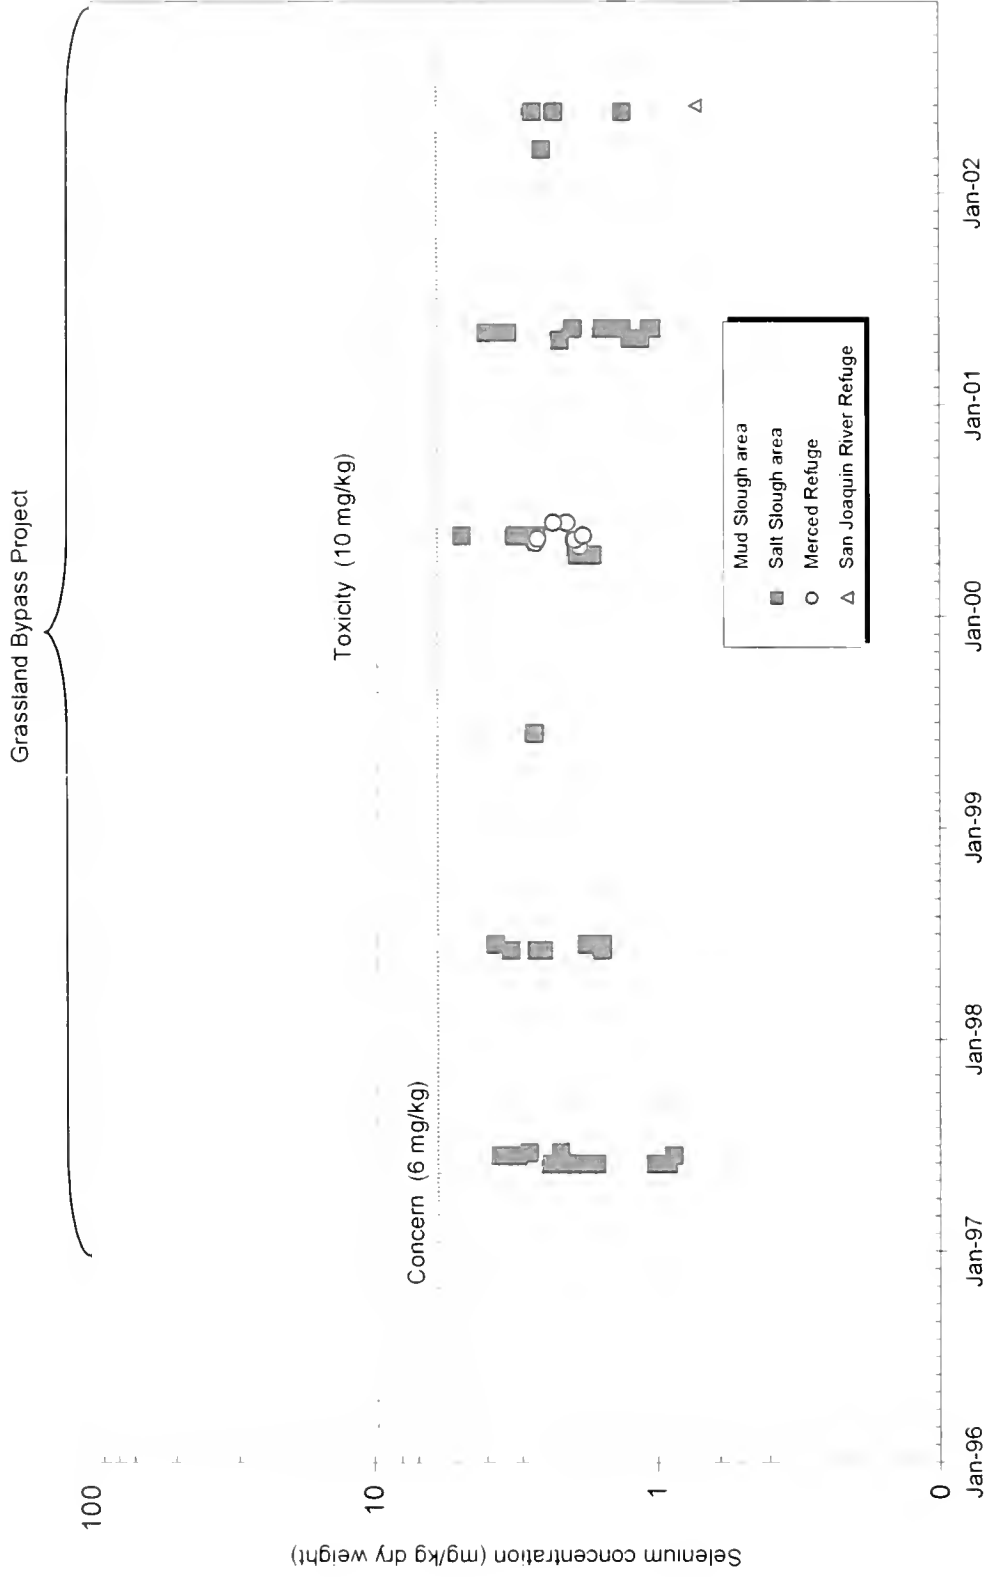 Grassland Bypass Project
Toxicity (10 mg/kg)
Concern (6 mg/kg)
Selenium concentration (mg/kg dry weight)
100
10
1
0
Jan-96
Jan-97
Jan-98
Jan-99
Jan-00
Jan-01
Jan-02
Mud Slough area
Salt Slough area
Merced Refuge
San Joaquin River Refuge